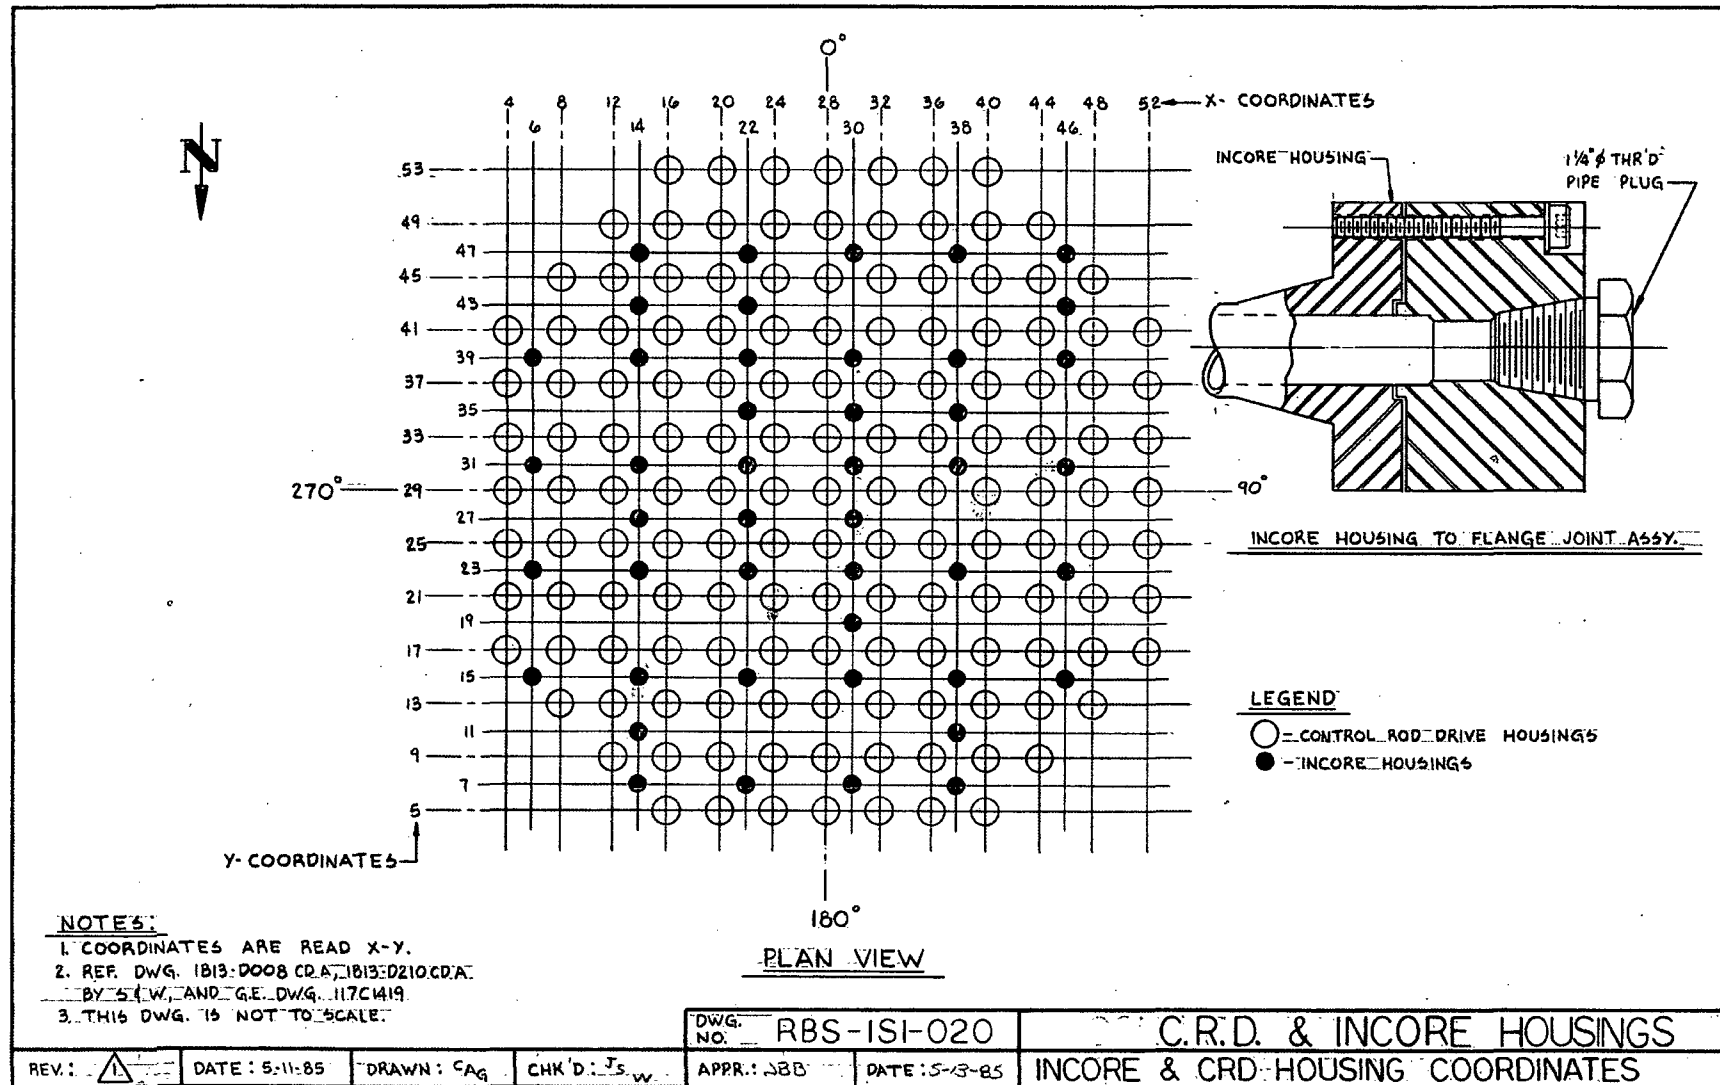 0°
4 8 12 16 20 24 28 32 36 40 44 48 52 X- COORDINATES
6 14 22 30 38 46
N
53
49
47
45
43
41
39
37
35
33
31
270° 29 90°
27
25
23
21
19
17
15
13
11
9
7
5
Y- COORDINATES
180°
PLAN VIEW
INCORE HOUSING
1¼"φ THR'D
PIPE PLUG
INCORE HOUSING TO FLANGE JOINT ASSY.
LEGEND
= CONTROL ROD DRIVE HOUSINGS
- INCORE HOUSINGS
NOTES:
1. COORDINATES ARE READ X-Y.
2. REF. DWG. 1B13-D008 CD.A, 1B13-D210.CD.A.
BY S & W, AND G.E. DWG. 117C1419
3. THIS DWG. IS NOT TO SCALE.
DWG. NO. RBS-ISI-020
C.R.D. & INCORE HOUSINGS
REV.: 1 DATE: 5-11-85 DRAWN: CAG CHK'D: JSW APPR.: DATE: 5-13-85
INCORE & CRD HOUSING COORDINATES